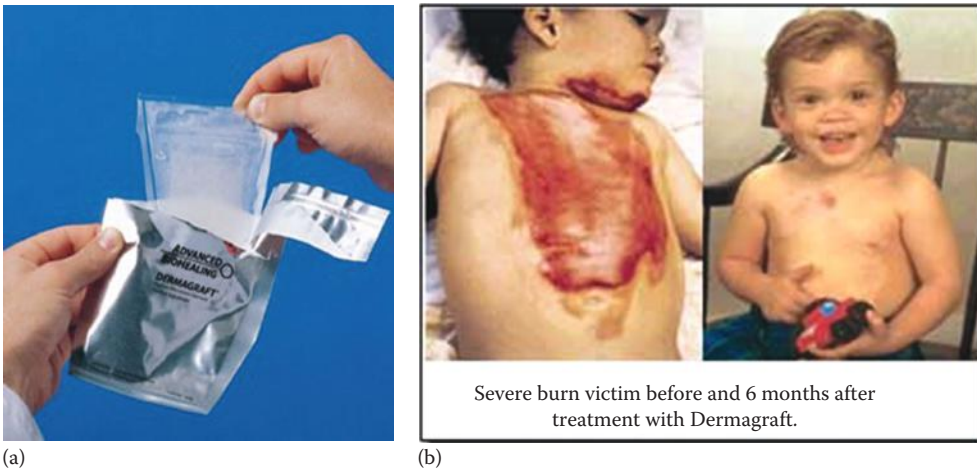 ADVANCED
BIOHEALING
DERMAGRAFT
Severe burn victim before and 6 months after
treatment with Dermagraft.
(a)
(b)